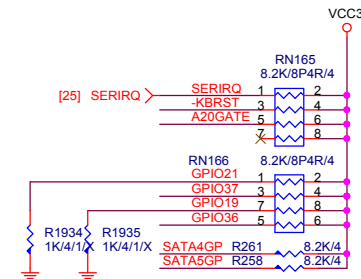 VCC3
RN165
8.2K/8P4R/4
[25] SERIRQ SERIRQ 1 2
-KBRST 3 4
A20GATE 5 6
7 8
RN166 8.2K/8P4R/4
GPIO21 1 2
GPIO37 3 4
GPIO19 7 8
GPIO36 5 6
R1934 R1935
1K/4/1/X 1K/4/1/X
SATA4GP R261 8.2K/4
SATA5GP R258 8.2K/4